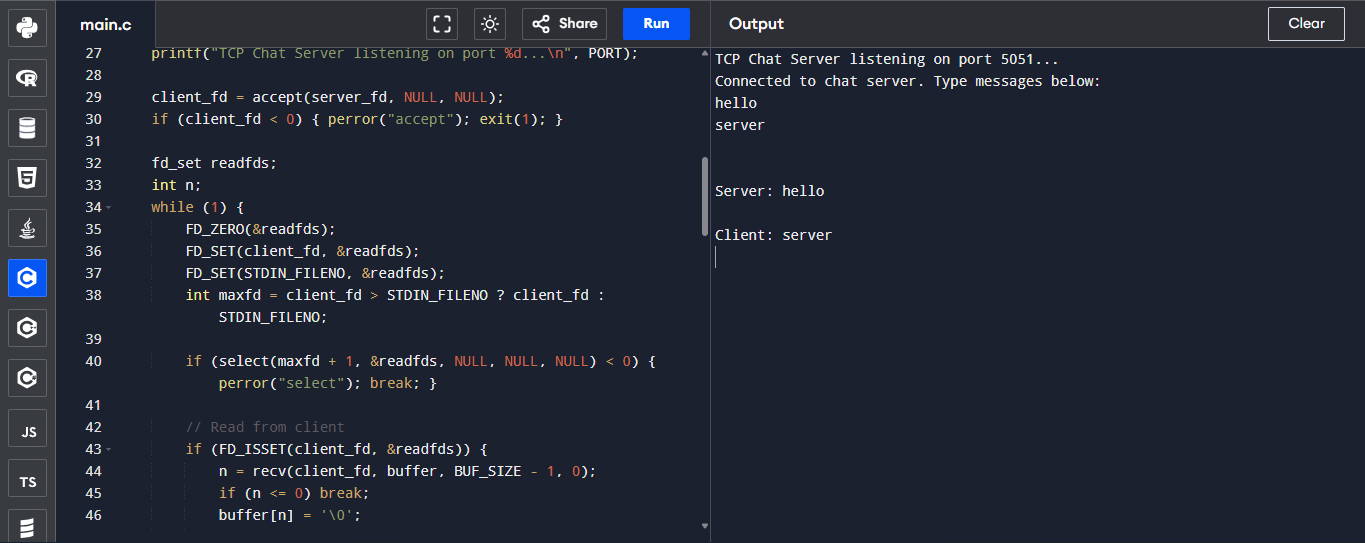 main.c
Share
Run
Output
Clear
27 printf("TCP Chat Server listening on port %d...\n", PORT);
28
29 client_fd = accept(server_fd, NULL, NULL);
30 if (client_fd < 0) { perror("accept"); exit(1); }
31
32 fd_set readfds;
33 int n;
34 while (1) {
35 FD_ZERO(&readfds);
36 FD_SET(client_fd, &readfds);
37 FD_SET(STDIN_FILENO, &readfds);
38 int maxfd = client_fd > STDIN_FILENO ? client_fd :
STDIN_FILENO;
39
40 if (select(maxfd + 1, &readfds, NULL, NULL, NULL) < 0) {
perror("select"); break; }
41
42 // Read from client
43 if (FD_ISSET(client_fd, &readfds)) {
44 n = recv(client_fd, buffer, BUF_SIZE - 1, 0);
45 if (n <= 0) break;
46 buffer[n] = '\0';
TCP Chat Server listening on port 5051...
Connected to chat server. Type messages below:
hello
server
Server: hello
Client: server
R
5
C
C
C
JS
TS